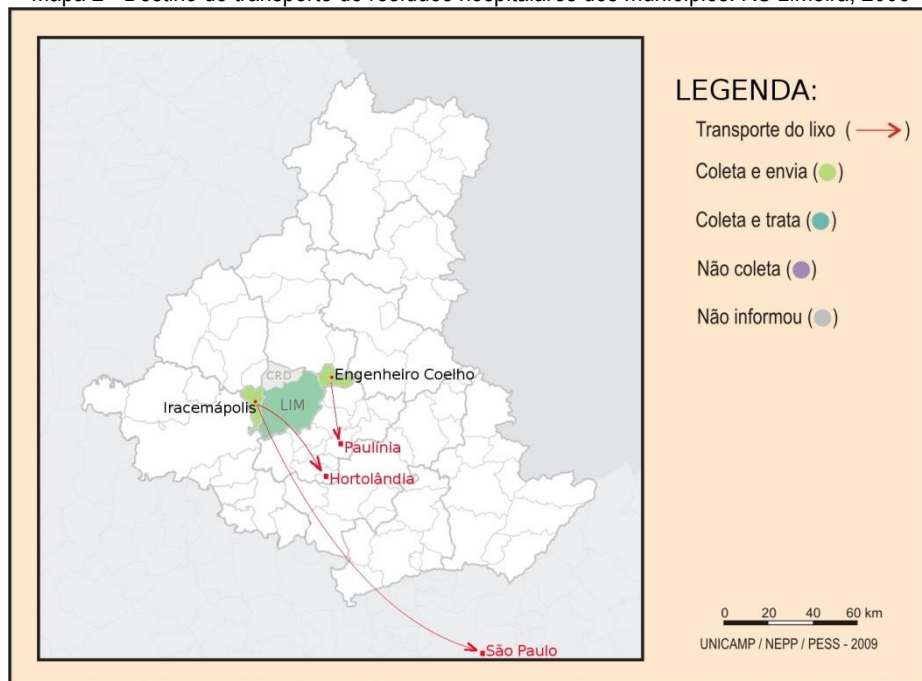 LEGENDA:
Transporte do lixo ( )
Coleta e envia ( )
Coleta e trata ( )
Não coleta ( )
Não informou ( )
CRD
Engenheiro Coelho
Iracemápolis
LIM
Paulínia
Hortolândia
São Paulo
0 20 40 60 km
UNICAMP / NEPP / PESS - 2009